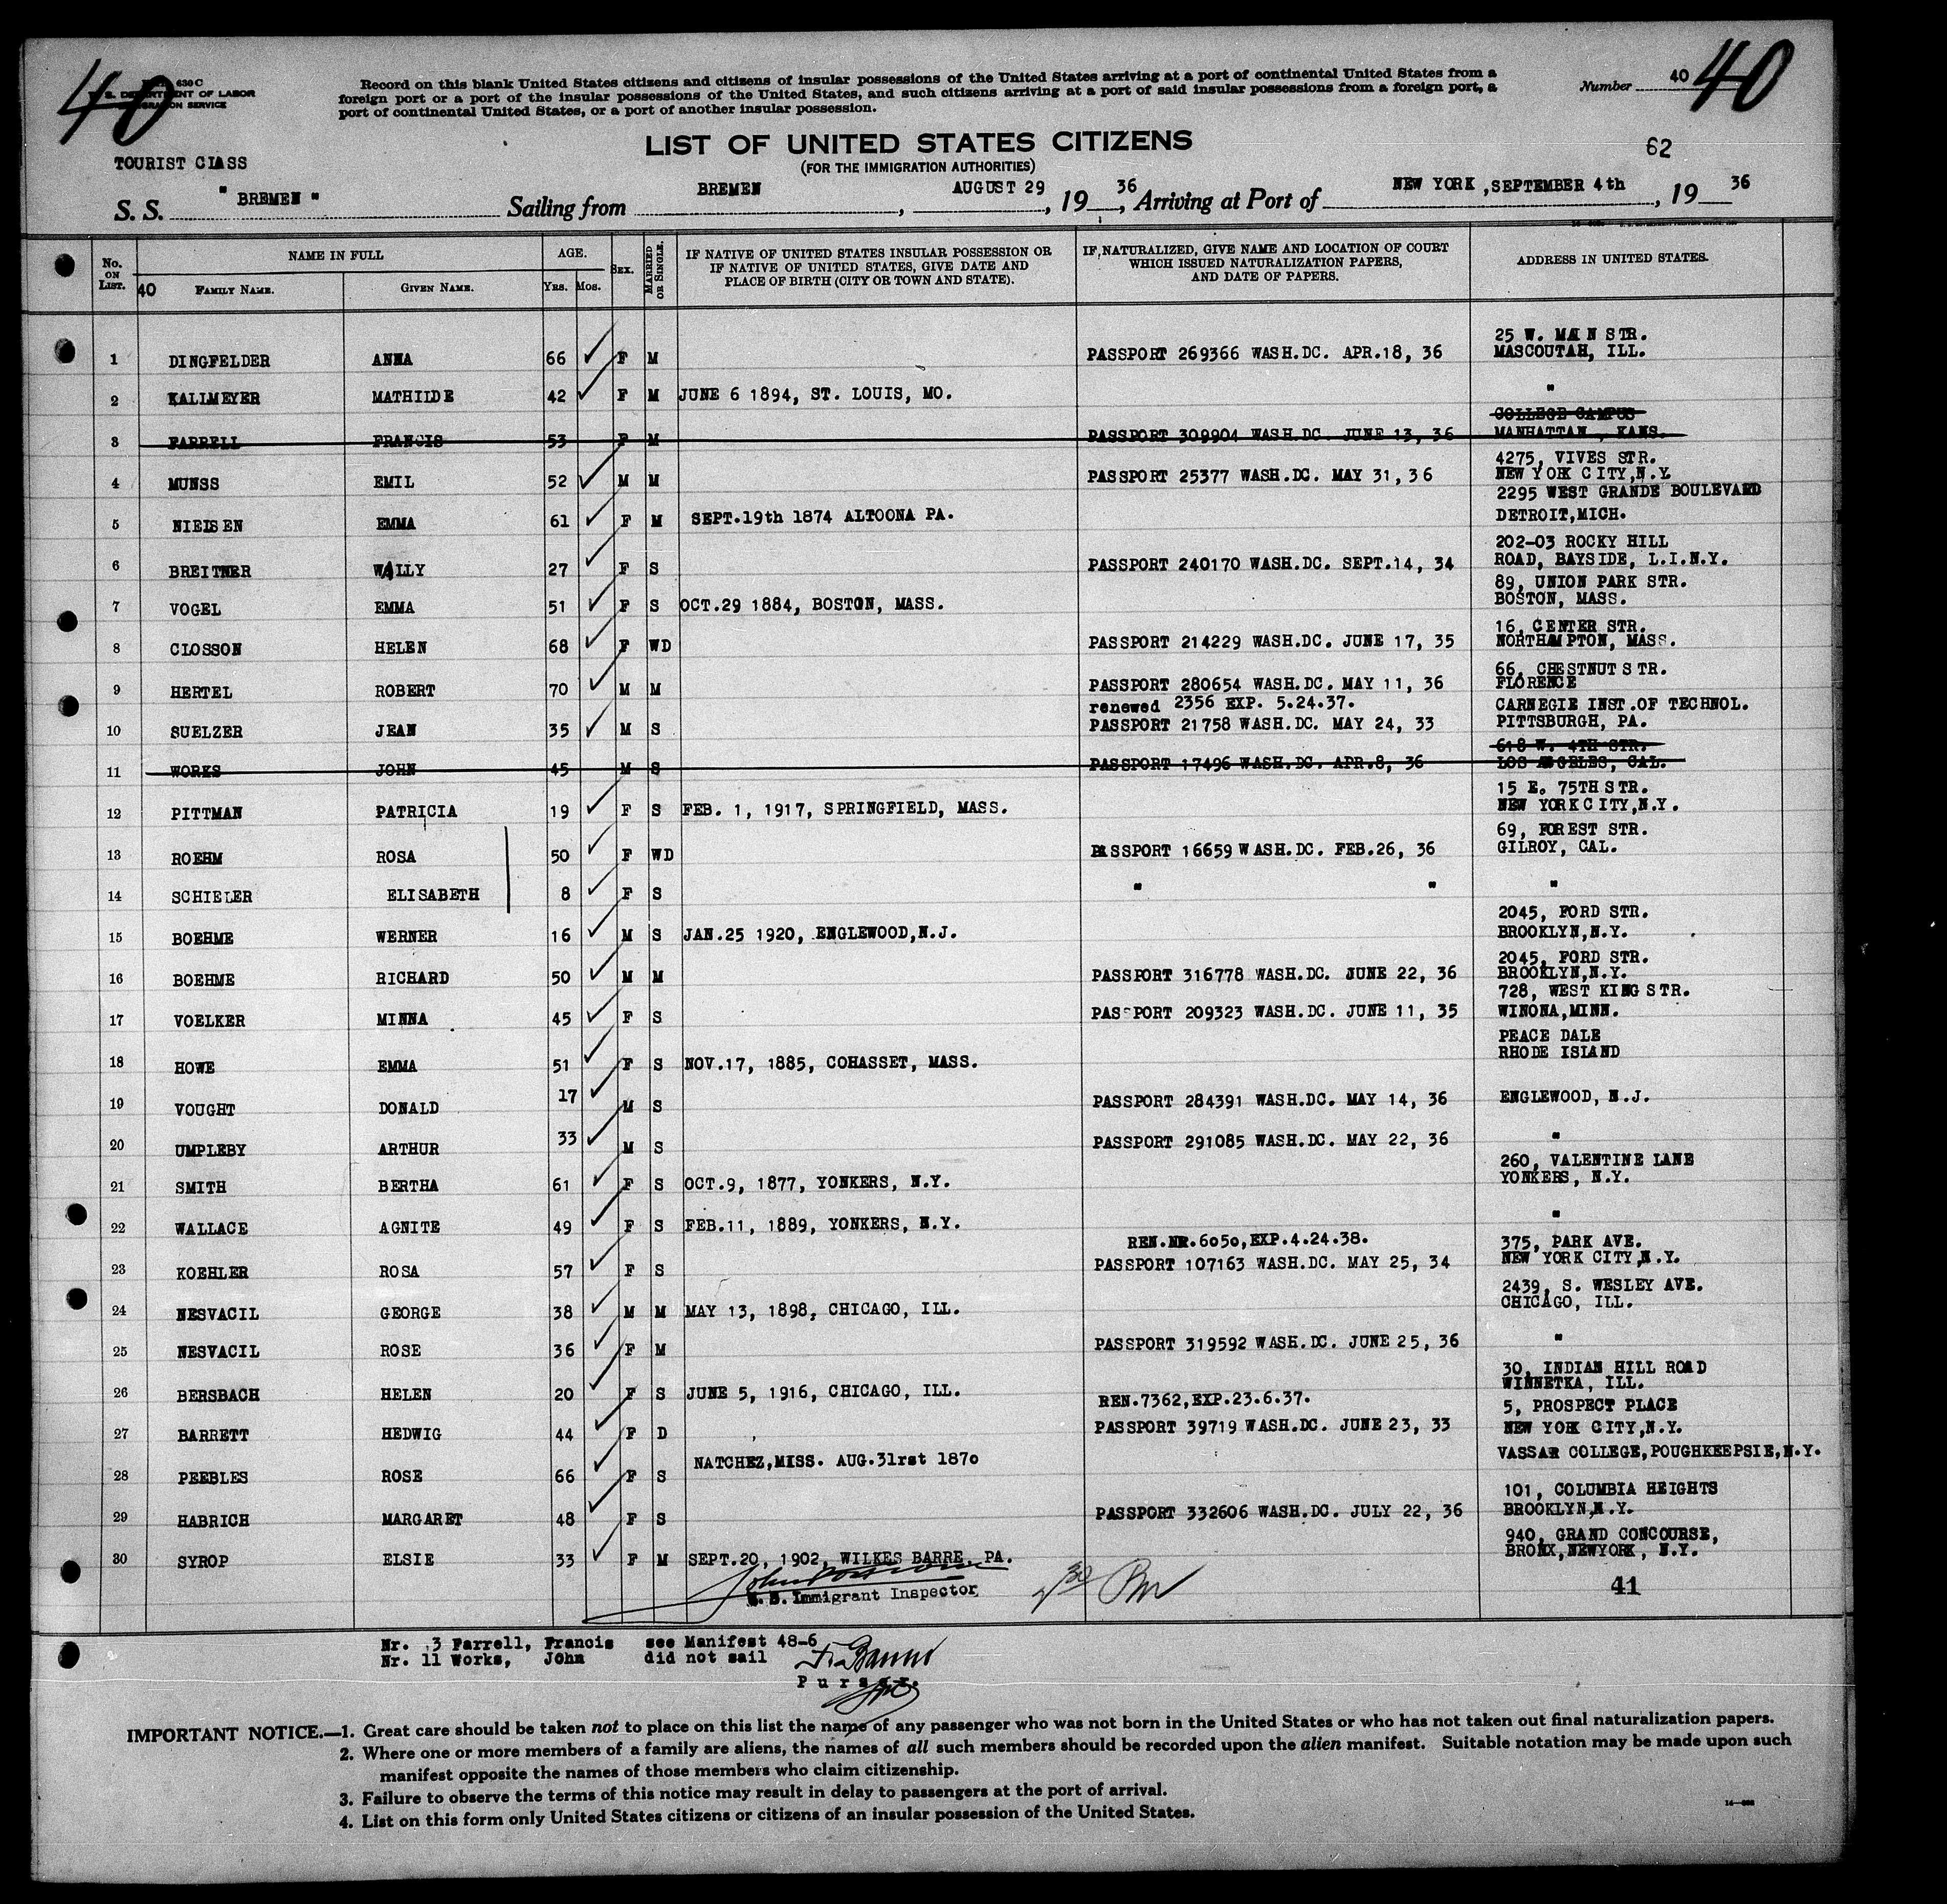 40
630 C
U. S. DEPARTMENT OF LABOR
IMMIGRATION SERVICE
Record on this blank United States citizens and citizens of insular possessions of the United States arriving at a port of continental United States from a
foreign port or a port of the insular possessions of the United States, and such citizens arriving at a port of said insular possessions from a foreign port, a
port of continental United States, or a port of another insular possession.
Number 40 40
LIST OF UNITED STATES CITIZENS
(FOR THE IMMIGRATION AUTHORITIES)
62
TOURIST CLASS
S. S. " BREMEN " Sailing from BREMEN, AUGUST 29, 19 36, Arriving at Port of NEW YORK, SEPTEMBER 4th, 19 36
No. ON LIST. NAME IN FULL AGE. SEX. MARRIED OR SINGLE. IF NATIVE OF UNITED STATES INSULAR POSSESSION OR IF NATIVE OF UNITED STATES, GIVE DATE AND PLACE OF BIRTH (CITY OR TOWN AND STATE). IF NATURALIZED, GIVE NAME AND LOCATION OF COURT WHICH ISSUED NATURALIZATION PAPERS, AND DATE OF PAPERS. ADDRESS IN UNITED STATES.
40 FAMILY NAME. GIVEN NAME. YRS. MOS.
25 W. MAIN STR.
1 DINGFELDER ANNA 66 F M PASSPORT 269366 WASH.DC. APR.18, 36 MASCOUTAH, ILL.
2 KALLMEYER MATHILDE 42 F M JUNE 6 1894, ST. LOUIS, MO. "
COLLEGE CAMPUS
3 FARRELL FRANCIS 53 F M PASSPORT 309904 WASH.DC. JUNE 13, 36 MANHATTAN , KANS.
4275, VIVES STR.
4 MUNSS EMIL 52 M M PASSPORT 25377 WASH.DC. MAY 31, 36 NEW YORK CITY,N.Y.
2295 WEST GRANDE BOULEVARD
5 NIELSEN EMMA 61 F M SEPT.19th 1874 ALTOONA PA. DETROIT,MICH.
202-03 ROCKY HILL
6 BREITNER WALLY 27 F S PASSPORT 240170 WASH.DC. SEPT.14, 34 ROAD, BAYSIDE, L.I.N.Y.
89, UNION PARK STR.
7 VOGEL EMMA 51 F S OCT.29 1884, BOSTON, MASS. BOSTON, MASS.
16, CENTER STR.
8 CLOSSON HELEN 68 F WD PASSPORT 214229 WASH.DC. JUNE 17, 35 NORTHAMPTON, MASS.
66, CHESTNUT STR.
9 HERTEL ROBERT 70 M M PASSPORT 280654 WASH.DC. MAY 11, 36 FLORENCE
renewed 2356 EXP. 5.24.37. CARNEGIE INST.OF TECHNOL.
10 SUELZER JEAN 35 M S PASSPORT 21758 WASH.DC. MAY 24, 33 PITTSBURGH, PA.
618 W. 4TH STR.
11 WORKS JOHN 45 M S PASSPORT 17496 WASH.DC. APR.8, 36 LOS ANGELES, CAL.
15 E. 75TH STR.
12 PITTMAN PATRICIA 19 F S FEB. 1, 1917, SPRINGFIELD, MASS. NEW YORK CITY,N.Y.
69, FOREST STR.
13 ROEHM ROSA 50 F WD PASSPORT 16659 WASH.DC. FEB.26, 36 GILROY, CAL.
14 SCHIELER ELISABETH 8 F S " " "
2045, FORD STR.
15 BOEHME WERNER 16 M S JAN.25 1920, ENGLEWOOD,N.J. BROOKLYN,N.Y.
2045, FORD STR.
16 BOEHME RICHARD 50 M M PASSPORT 316778 WASH.DC. JUNE 22, 36 BROOKLYN,N.Y.
728, WEST KING STR.
17 VOELKER MINNA 45 F S PASSPORT 209323 WASH.DC. JUNE 11, 35 WINONA,MINN.
PEACE DALE
18 HOWE EMMA 51 F S NOV.17, 1885, COHASSET, MASS. RHODE ISLAND
19 VOUGHT DONALD 17 M S PASSPORT 284391 WASH.DC. MAY 14, 36 ENGLEWOOD, N.J.
20 UMPLEBY ARTHUR 33 M S PASSPORT 291085 WASH.DC. MAY 22, 36 "
260, VALENTINE LANE
21 SMITH BERTHA 61 F S OCT.9, 1877, YONKERS, N.Y. YONKERS, N.Y.
22 WALLACE AGNITE 49 F S FEB.11, 1889, YONKERS, N.Y. "
REN.NR.6050,EXP.4.24.38. 375, PARK AVE.
23 KOEHLER ROSA 57 F S PASSPORT 107163 WASH.DC. MAY 25, 34 NEW YORK CITY,N.Y.
2439, S. WESLEY AVE.
24 NESVACIL GEORGE 38 M M MAY 13, 1898, CHICAGO, ILL. CHICAGO, ILL.
25 NESVACIL ROSE 36 F M PASSPORT 319592 WASH.DC. JUNE 25, 36 "
30, INDIAN HILL ROAD
26 BERSBACH HELEN 20 F S JUNE 5, 1916, CHICAGO, ILL. WINNETKA, ILL.
REN.7362,EXP.23.6.37. 5, PROSPECT PLACE
27 BARRETT HEDWIG 44 F D PASSPORT 39719 WASH.DC. JUNE 23, 33 NEW YORK CITY,N.Y.
28 PEEBLES ROSE 66 F S NATCHEZ,MISS. AUG.31rst 1870 VASSAR COLLEGE,POUGHKEEPSIE,N.Y.
101, COLUMBIA HEIGHTS
29 HABRICH MARGARET 48 F S PASSPORT 332606 WASH.DC. JULY 22, 36 BROOKLYN,N.Y.
940, GRAND CONCOURSE,
30 SYROP ELSIE 33 F M SEPT.20, 1902, WILKES BARRE, PA. BRONX,NEWYORK, N.Y.
U. S. Immigrant Inspector
41
Nr. 3 Farrell, Francis see Manifest 48-6
Nr. 11 Works, John did not sail
Purser.
IMPORTANT NOTICE.—1. Great care should be taken not to place on this list the name of any passenger who was not born in the United States or who has not taken out final naturalization papers.
2. Where one or more members of a family are aliens, the names of all such members should be recorded upon the alien manifest. Suitable notation may be made upon such
manifest opposite the names of those members who claim citizenship.
3. Failure to observe the terms of this notice may result in delay to passengers at the port of arrival.
4. List on this form only United States citizens or citizens of an insular possession of the United States.